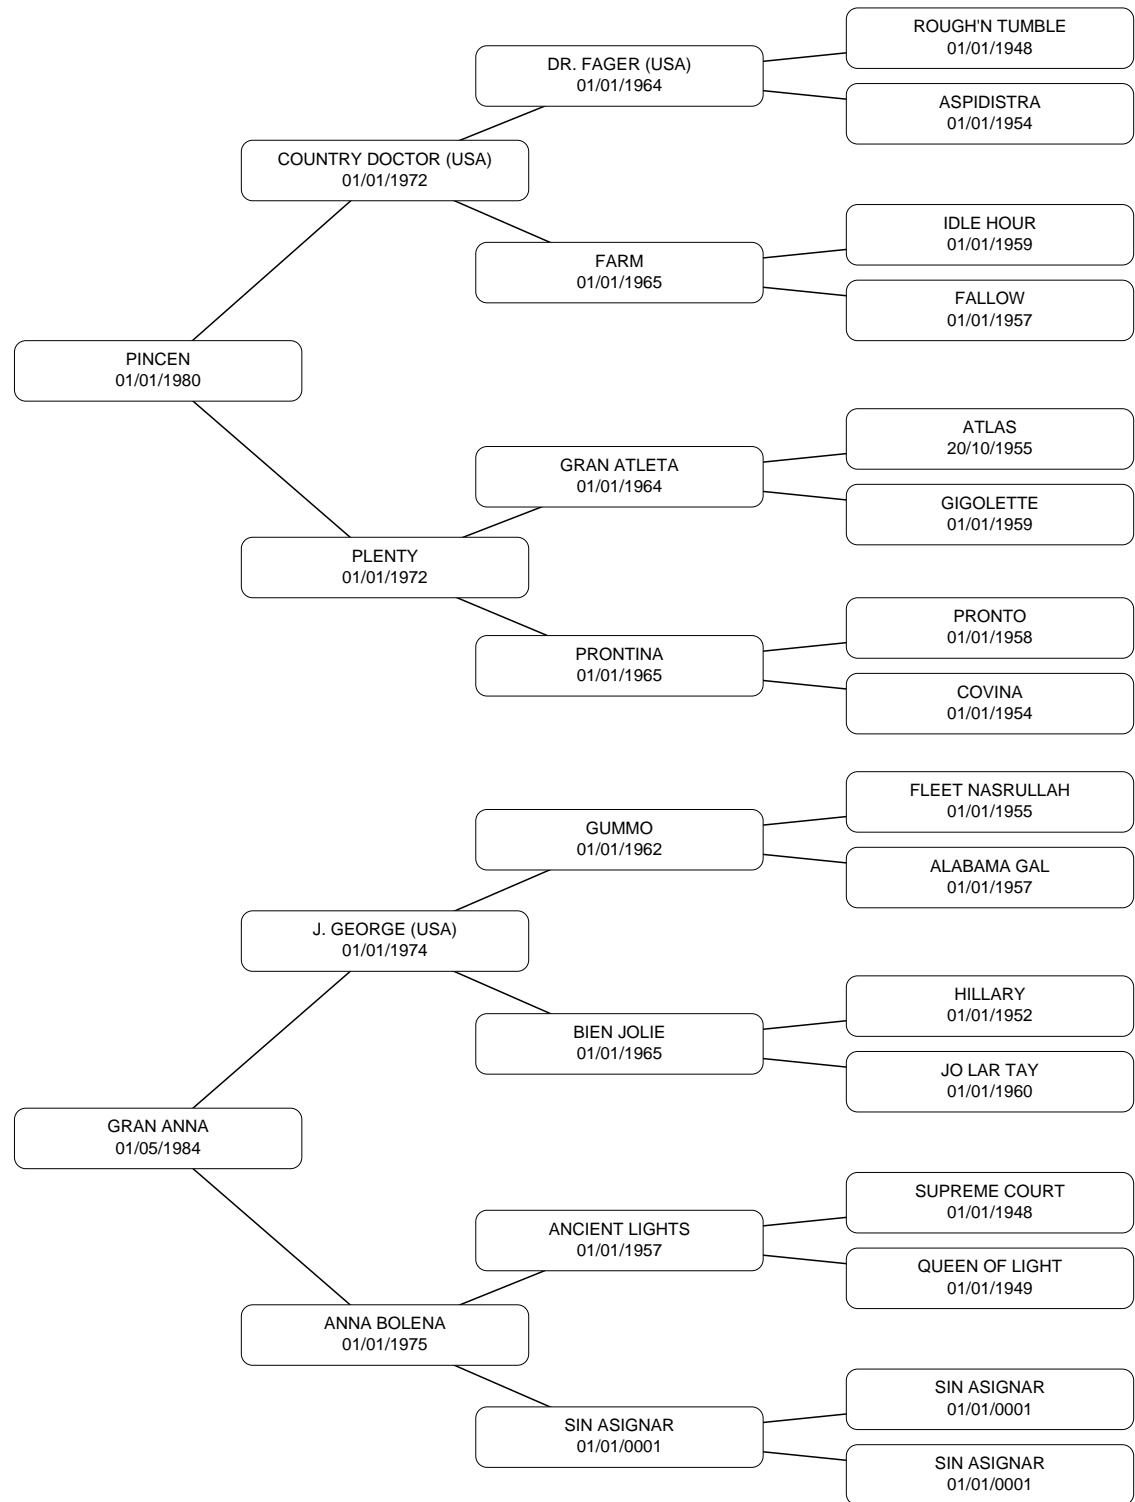 ROUGH'N TUMBLE
01/01/1948
DR. FAGER (USA)
01/01/1964
ASPIDISTRA
01/01/1954
COUNTRY DOCTOR (USA)
01/01/1972
IDLE HOUR
01/01/1959
FARM
01/01/1965
FALLOW
01/01/1957
PINCEN
01/01/1980
ATLAS
20/10/1955
GRAN ATLETA
01/01/1964
GIGOLETTE
01/01/1959
PLENTY
01/01/1972
PRONTO
01/01/1958
PRONTINA
01/01/1965
COVINA
01/01/1954
FLEET NASRULLAH
01/01/1955
GUMMO
01/01/1962
ALABAMA GAL
01/01/1957
J. GEORGE (USA)
01/01/1974
HILLARY
01/01/1952
BIEN JOLIE
01/01/1965
JO LAR TAY
01/01/1960
GRAN ANNA
01/05/1984
SUPREME COURT
01/01/1948
ANCIENT LIGHTS
01/01/1957
QUEEN OF LIGHT
01/01/1949
ANNA BOLENA
01/01/1975
SIN ASIGNAR
01/01/0001
SIN ASIGNAR
01/01/0001
SIN ASIGNAR
01/01/0001